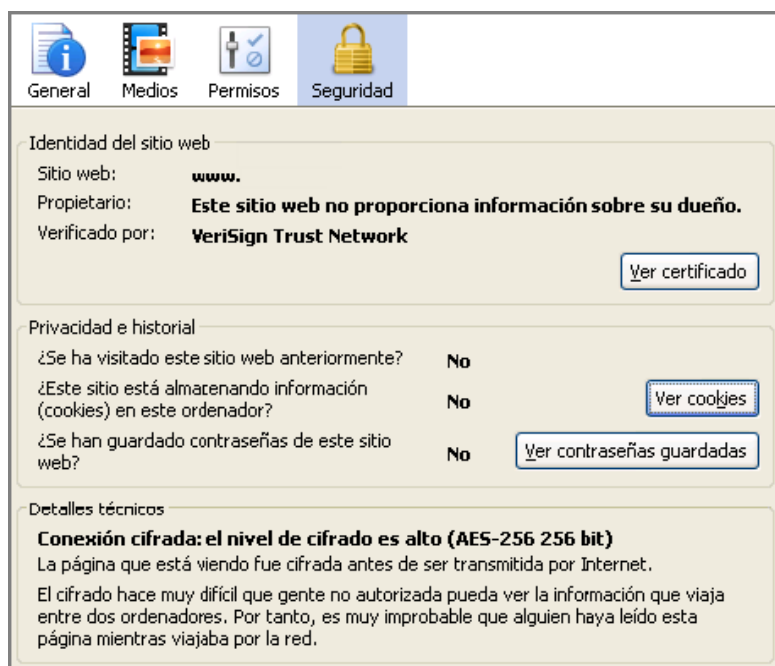 General Medios Permisos Seguridad
Identidad del sitio web
Sitio web: www.
Propietario: Este sitio web no proporciona información sobre su dueño.
Verificado por: VeriSign Trust Network
Ver certificado
Privacidad e historial
¿Se ha visitado este sitio web anteriormente? No
¿Este sitio está almacenando información
(cookies) en este ordenador? No Ver cookies
¿Se han guardado contraseñas de este sitio
web? No Ver contraseñas guardadas
Detalles técnicos
Conexión cifrada: el nivel de cifrado es alto (AES-256 256 bit)
La página que está viendo fue cifrada antes de ser transmitida por Internet.
El cifrado hace muy difícil que gente no autorizada pueda ver la información que viaja
entre dos ordenadores. Por tanto, es muy improbable que alguien haya leído esta
página mientras viajaba por la red.